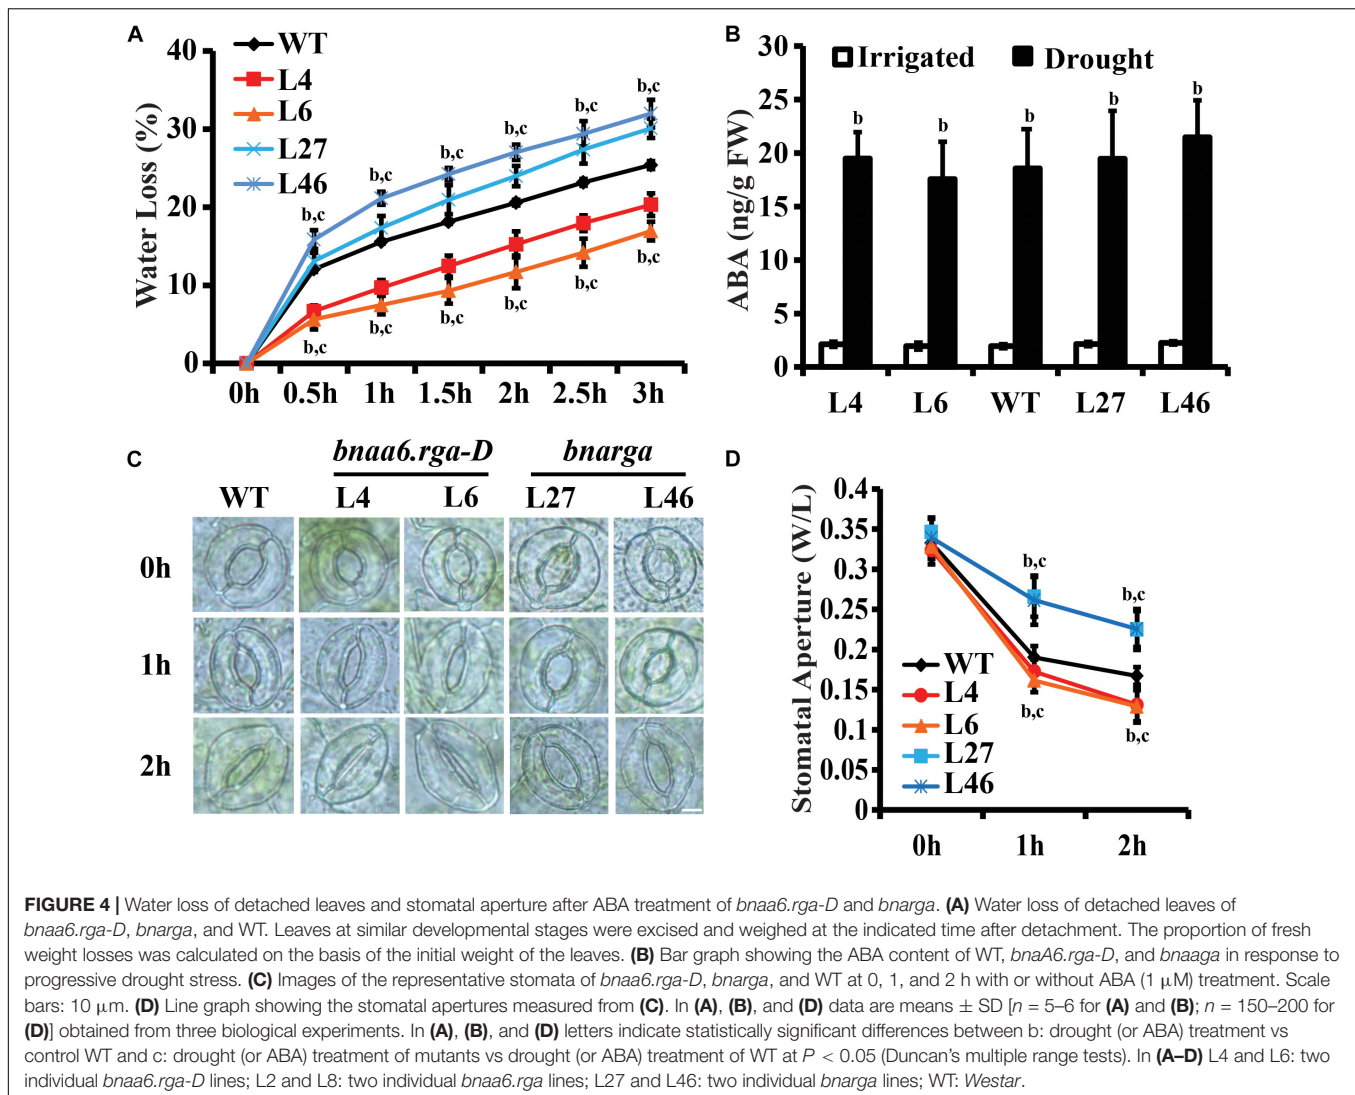 A
40
30
20
10
0
Water Loss (%)
WT
L4
L6
L27
L46
b,c
b,c
b,c
b,c
b,c
b,c
b,c
b,c
b,c
b,c
b,c
b,c
0h 0.5h 1h 1.5h 2h 2.5h 3h
B
30
25
20
15
10
5
0
ABA (ng/g FW)
Irrigated Drought
b b b b b
L4 L6 WT L27 L46
C
bnaa6.rga-D bnarga
WT L4 L6 L27 L46
0h
1h
2h
D
0.4
0.35
0.3
0.25
0.2
0.15
0.1
0.05
0
Stomatal Aperture (W/L)
b,c
b,c
b,c
b,c
WT
L4
L6
L27
L46
0h 1h 2h
FIGURE 4 | Water loss of detached leaves and stomatal aperture after ABA treatment of bnaa6.rga-D and bnarga. (A) Water loss of detached leaves of
bnaa6.rga-D, bnarga, and WT. Leaves at similar developmental stages were excised and weighed at the indicated time after detachment. The proportion of fresh
weight losses was calculated on the basis of the initial weight of the leaves. (B) Bar graph showing the ABA content of WT, bnaA6.rga-D, and bnaaga in response to
progressive drought stress. (C) Images of the representative stomata of bnaa6.rga-D, bnarga, and WT at 0, 1, and 2 h with or without ABA (1 μM) treatment. Scale
bars: 10 μm. (D) Line graph showing the stomatal apertures measured from (C). In (A), (B), and (D) data are means ± SD [n = 5–6 for (A) and (B); n = 150–200 for
(D)] obtained from three biological experiments. In (A), (B), and (D) letters indicate statistically significant differences between b: drought (or ABA) treatment vs
control WT and c: drought (or ABA) treatment of mutants vs drought (or ABA) treatment of WT at P < 0.05 (Duncan's multiple range tests). In (A–D) L4 and L6: two
individual bnaa6.rga-D lines; L2 and L8: two individual bnaa6.rga lines; L27 and L46: two individual bnarga lines; WT: Westar.